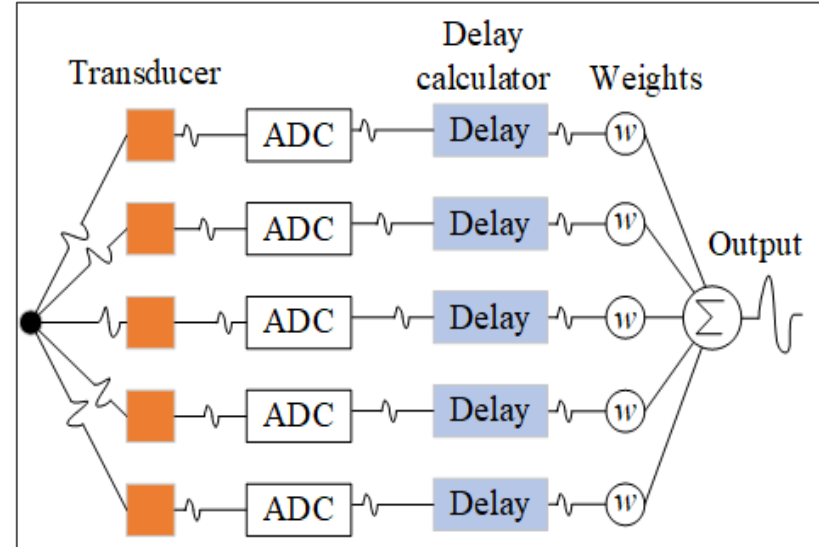 Delay
Transducer calculator Weights
ADC Delay w
ADC Delay w
Output
ADC Delay w
Σ
ADC Delay w
ADC Delay w